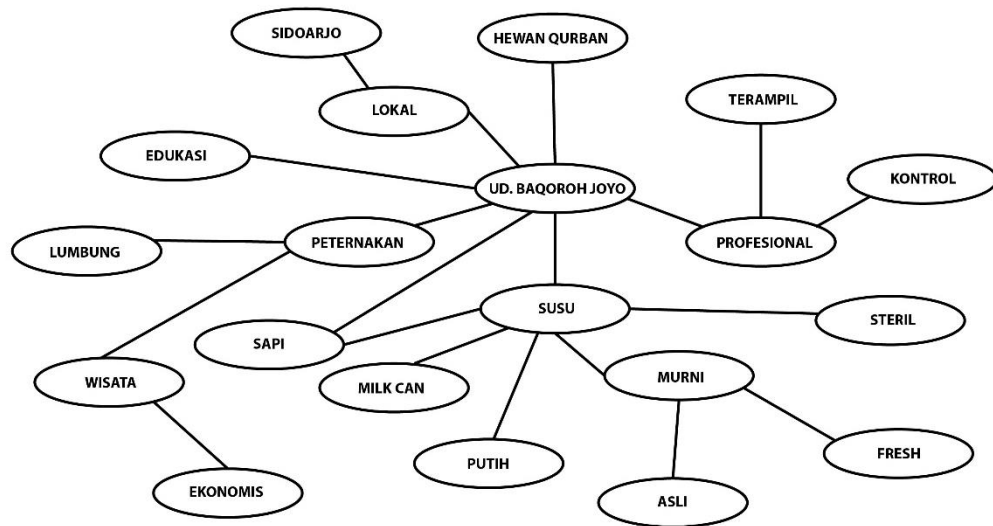 SIDOARJO
HEWAN QURBAN
LOKAL
TERAMPIL
EDUKASI
UD. BAQOROH JOYO
KONTROL
LUMBUNG
PETERNAKAN
PROFESIONAL
SUSU
STERIL
SAPI
WISATA
MILK CAN
MURNI
PUTIH
FRESH
EKONOMIS
ASLI